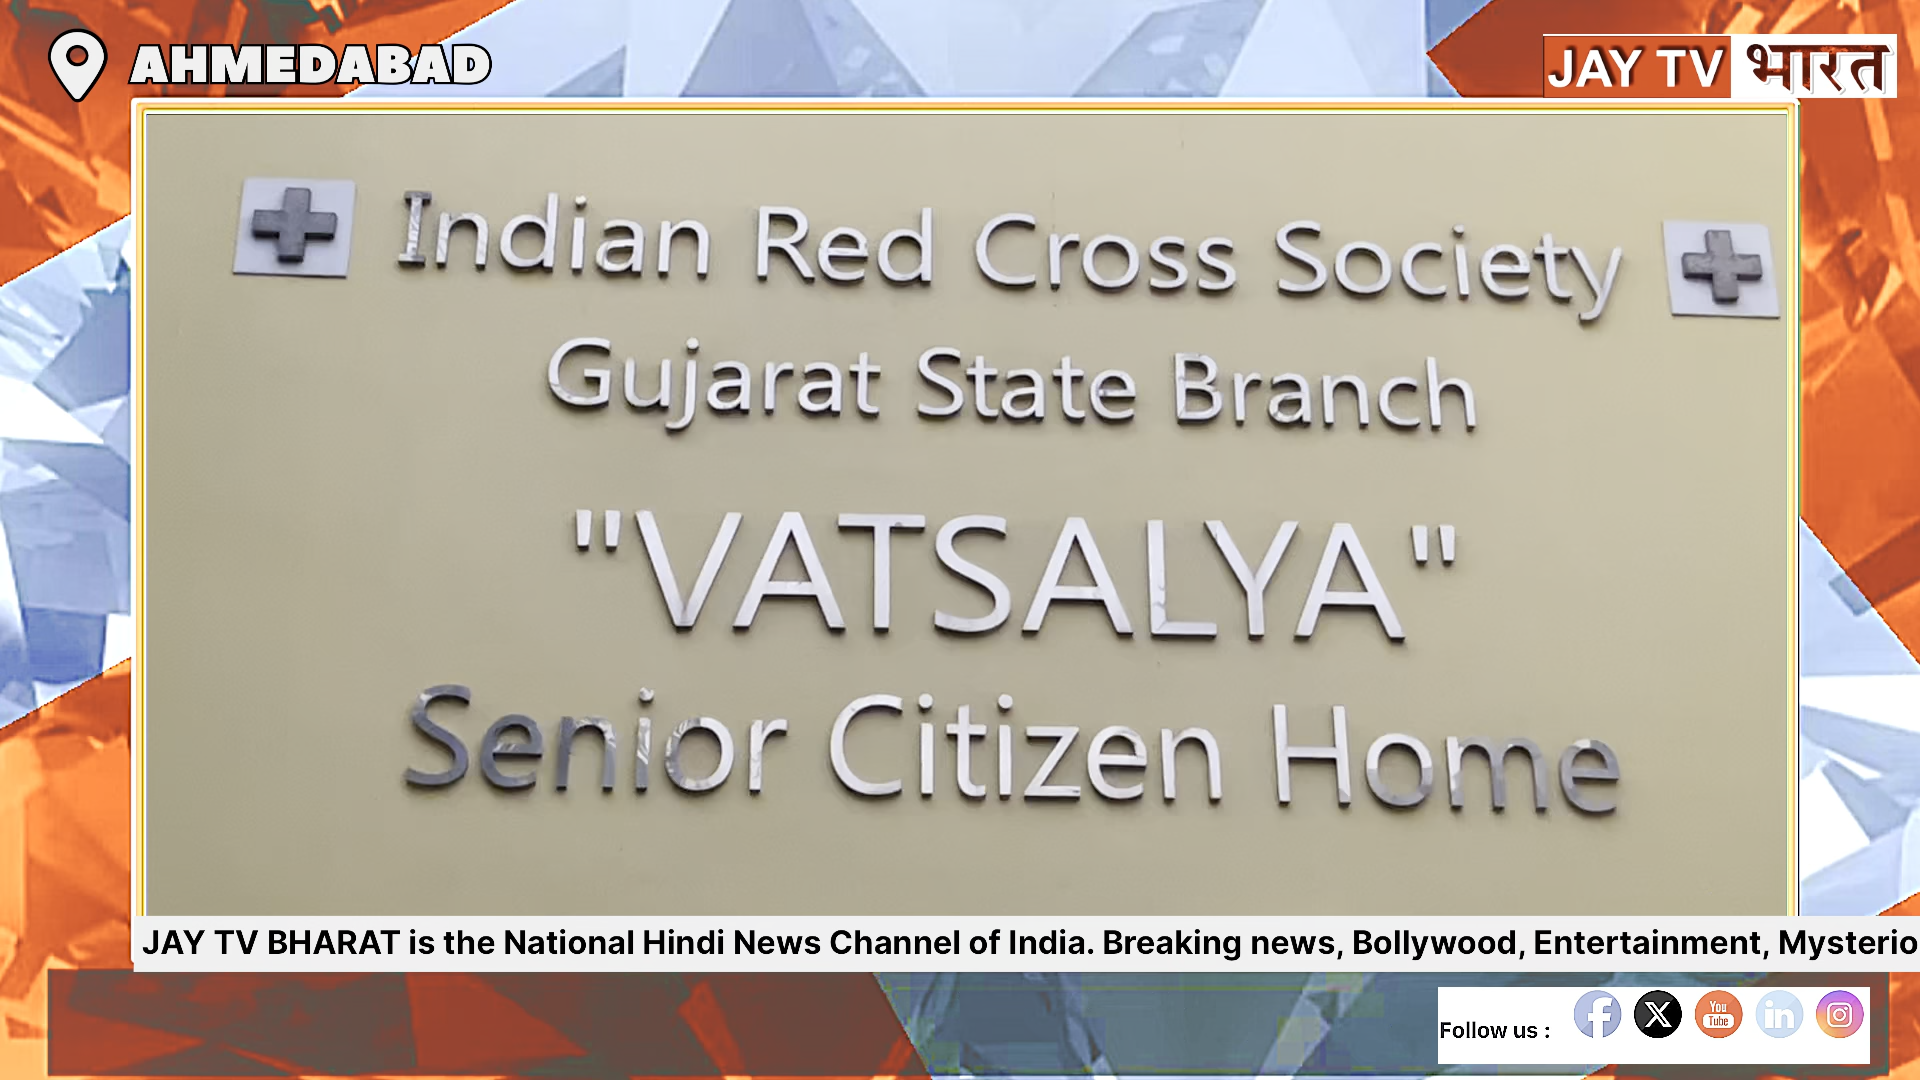 AHMEDABAD
JAY TV भारत
Indian Red Cross Society
Gujarat State Branch
"VATSALYA"
Senior Citizen Home
JAY TV BHARAT is the National Hindi News Channel of India. Breaking news, Bollywood, Entertainment, Mysterio
Follow us :
You
Tube
in